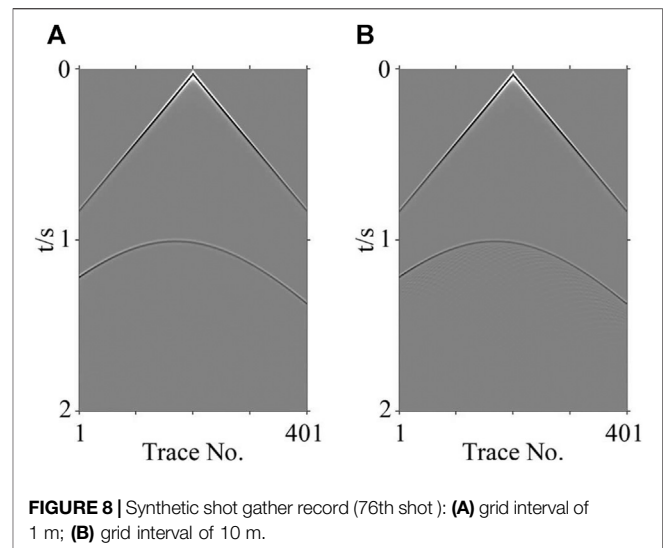 A
B
0
0
t/s
1
t/s
1
2
2
1
401
1
401
Trace No.
Trace No.
FIGURE 8 | Synthetic shot gather record (76th shot ): (A) grid interval of
1 m; (B) grid interval of 10 m.